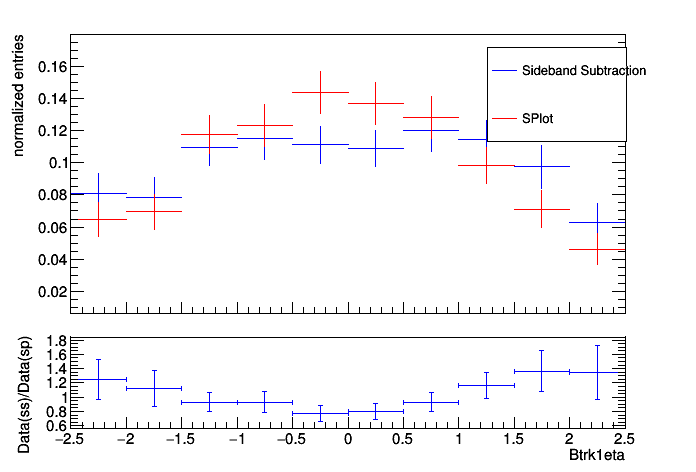 normalized entries
0.16
0.14
0.12
0.1
0.08
0.06
0.04
0.02
Sideband Subtraction
SPlot
Data(ss)/Data(sp)
1.8
1.6
1.4
1.2
1
0.8
0.6
−2.5 −2 −1.5 −1 −0.5 0 0.5 1 1.5 2 2.5
Btrk1eta